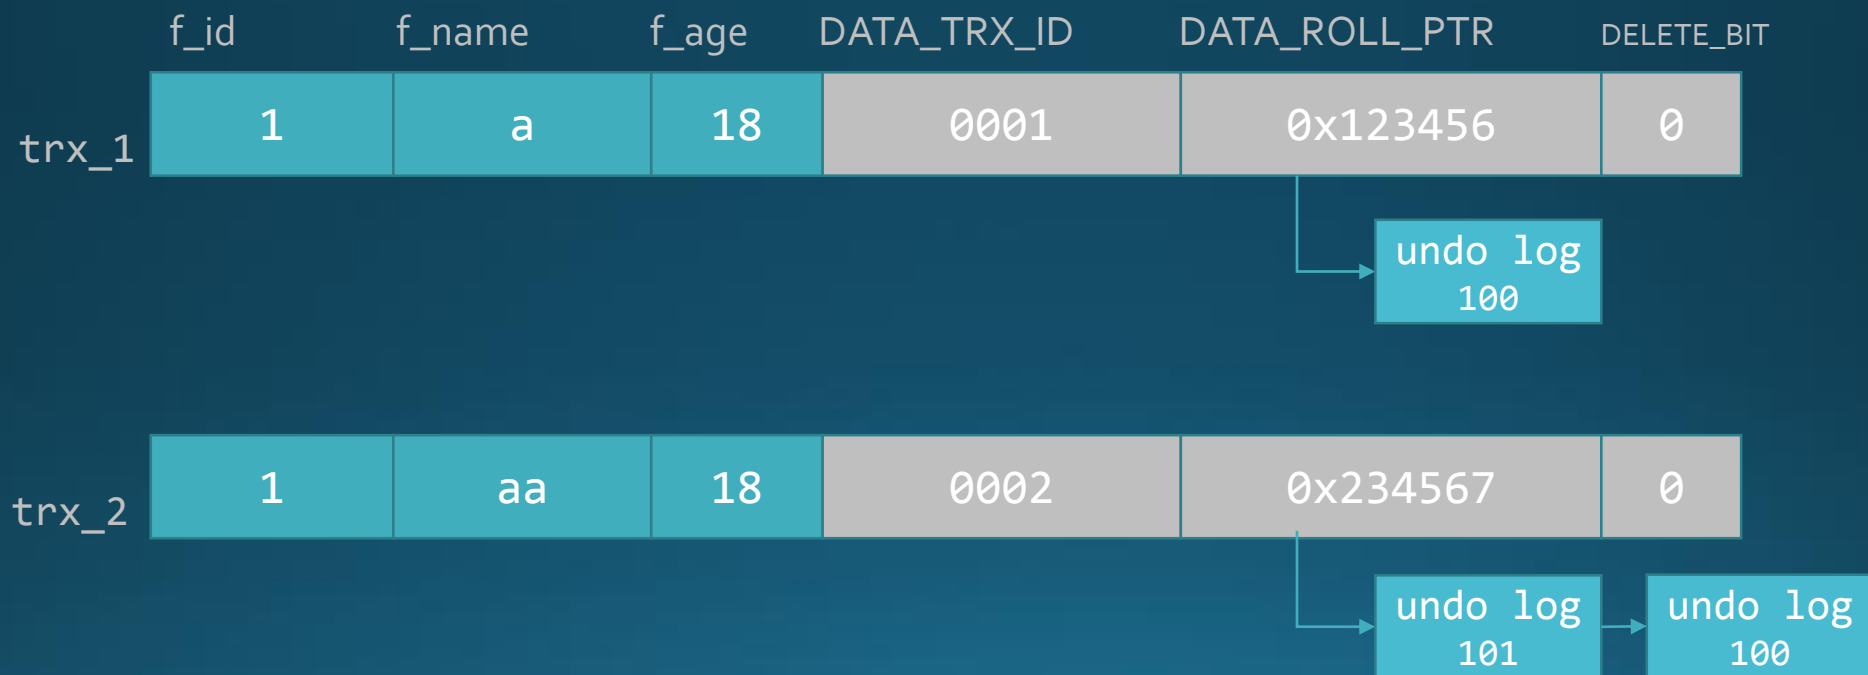 f_id f_name f_age DATA_TRX_ID DATA_ROLL_PTR DELETE_BIT
trx_1 1 a 18 0001 0x123456 0
undo log
100
trx_2 1 aa 18 0002 0x234567 0
undo log undo log
101 100